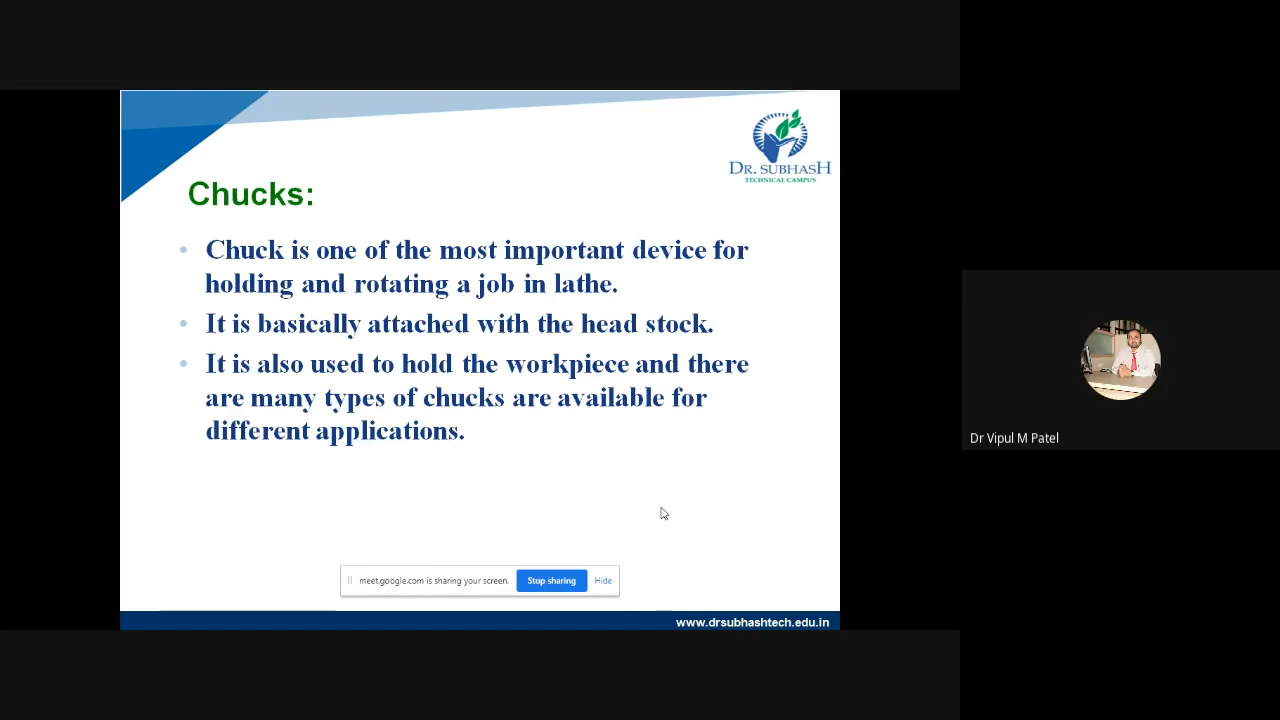 DR. SUBHASH
TECHNICAL CAMPUS
Chucks:
Chuck is one of the most important device for
holding and rotating a job in lathe.
It is basically attached with the head stock.
It is also used to hold the workpiece and there
are many types of chucks are available for
different applications.
Dr Vipul M Patel
meet.google.com is sharing your screen. Stop sharing Hide
www.drsubhashtech.edu.in